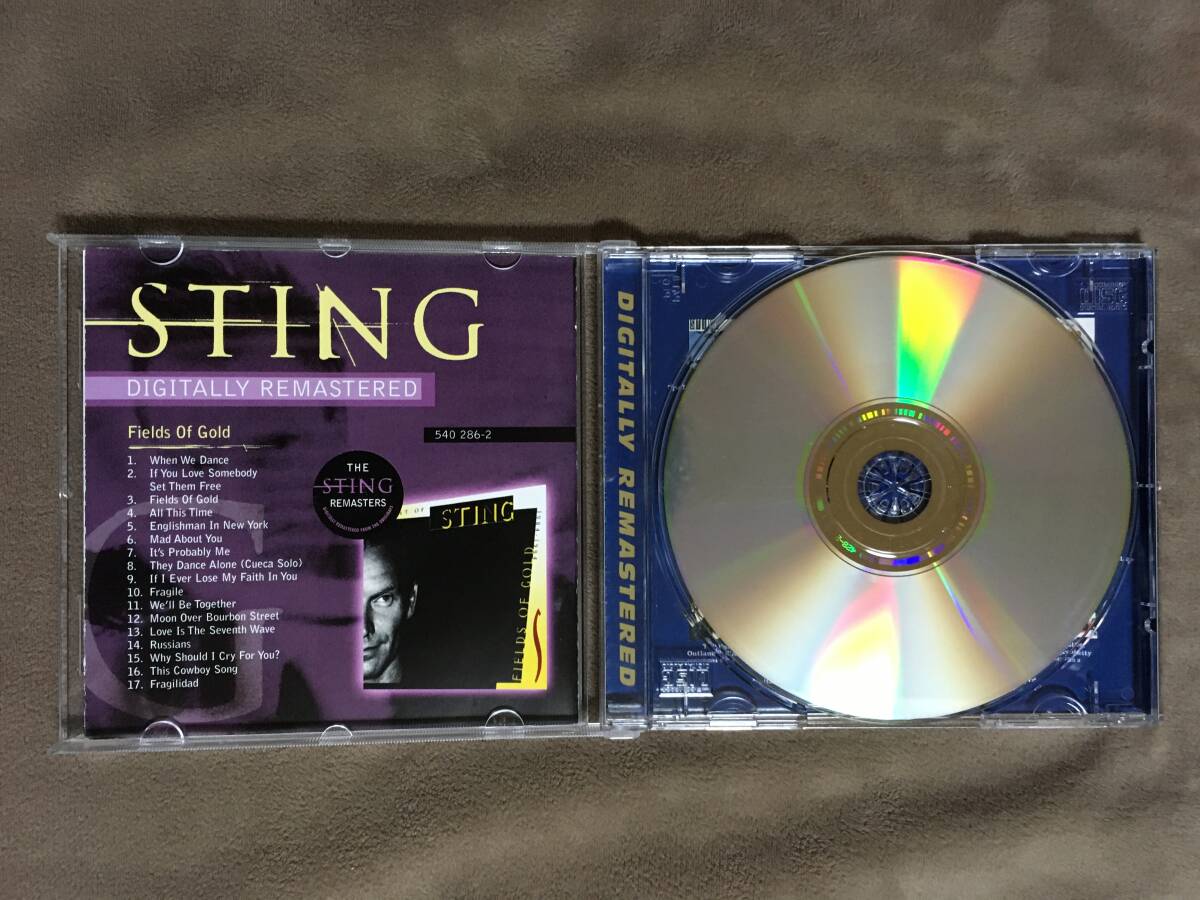 STING
DIGITALLY REMASTERED
Fields Of Gold
540 286-2
1. When We Dance
2. If You Love Somebody
Set Them Free
3. Fields Of Gold
4. All This Time
5. Englishman In New York
6. Mad About You
7. It's Probably Me
8. They Dance Alone (Cueca Solo)
9. If I Ever Lose My Faith In You
10. Fragile
11. We'll Be Together
12. Moon Over Bourbon Street
13. Love Is The Seventh Wave
14. Russians
15. Why Should I Cry For You?
16. This Cowboy Song
17. Fragilidad
THE
STING
REMASTERS
STING
FIELDS OF GOLD
S
G
DIGITALLY REMASTERED